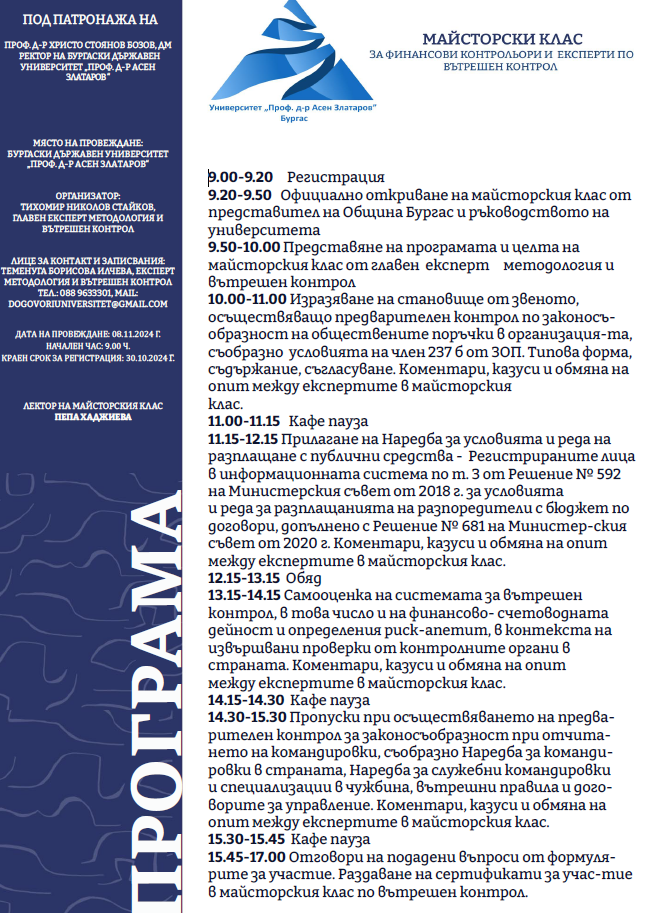 ПОД ПАТРОНАЖА НА
ПРОФ. Д-Р ХРИСТО СТОЯНОВ БОЗОВ, ДМ
РЕКТОР НА БУРГАСКИ ДЪРЖАВЕН
УНИВЕРСИТЕТ „ПРОФ. Д-Р АСЕН
ЗЛАТАРОВ“
МЯСТО НА ПРОВЕЖДАНЕ:
БУРГАСКИ ДЪРЖАВЕН УНИВЕРСИТЕТ
„ПРОФ. Д-Р АСЕН ЗЛАТАРОВ“
ОРГАНИЗАТОР:
ТИХОМИР НИКОЛОВ СТАЙКОВ,
ГЛАВЕН ЕКСПЕРТ МЕТОДОЛОГИЯ И
ВЪТРЕШЕН КОНТРОЛ
ЛИЦЕ ЗА КОНТАКТ И ЗАПИСВАНИЯ:
ТЕМЕНУГА БОРИСОВА ИЛЧЕВА, ЕКСПЕРТ
МЕТОДОЛОГИЯ И ВЪТРЕШЕН КОНТРОЛ
ТЕЛ.: 088 9633301, MAIL:
DOGOVORIUNIVERSITET@GMAIL.COM
ДАТА НА ПРОВЕЖДАНЕ: 08.11.2024 Г.
НАЧАЛЕН ЧАС: 9.00 Ч.
КРАЕН СРОК ЗА РЕГИСТРАЦИЯ: 30.10.2024 Г.
ЛЕКТОР НА МАЙСТОРСКИЯ КЛАС
ПЕПА ХАДЖИЕВА
ПРОГРАМА
Университет „Проф. д-р Асен Златаров“
Бургас
МАЙСТОРСКИ КЛАС
ЗА ФИНАНСОВИ КОНТРОЛЬОРИ И ЕКСПЕРТИ ПО
ВЪТРЕШЕН КОНТРОЛ
9.00-9.20 Регистрация
9.20-9.50 Официално откриване на майсторския клас от
представител на Община Бургас и ръководството на
университета
9.50-10.00 Представяне на програмата и целта на
майсторския клас от главен експерт методология и
вътрешен контрол
10.00-11.00 Изразяване на становище от звеното,
осъществяващо предварителен контрол по законосъ-
образност на обществените поръчки в организация-та,
съобразно условията на член 237 б от ЗОП. Типова форма,
съдържание, съгласуване. Коментари, казуси и обмяна на
опит между експертите в майсторския
клас.
11.00-11.15 Кафе пауза
11.15-12.15 Прилагане на Наредба за условията и реда на
разплащане с публични средства - Регистрираните лица
в информационната система по т. 3 от Решение № 592
на Министерския съвет от 2018 г. за условията
и реда за разплащанията на разпоредители с бюджет по
договори, допълнено с Решение № 681 на Министер-ския
съвет от 2020 г. Коментари, казуси и обмяна на опит
между експертите в майсторския клас.
12.15-13.15 Обяд
13.15-14.15 Самооценка на системата за вътрешен
контрол, в това число и на финансово- счетоводната
дейност и определения риск-апетит, в контекста на
извършвани проверки от контролните органи в
страната. Коментари, казуси и обмяна на опит
между експертите в майсторския клас.
14.15-14.30 Кафе пауза
14.30-15.30 Пропуски при осъществяването на предва-
рителен контрол за законосъобразност при отчита-
нето на командировки, съобразно Наредба за команди-
ровки в страната, Наредба за служебни командировки
и специализации в чужбина, вътрешни правила и дого-
ворите за управление. Коментари, казуси и обмяна на
опит между експертите в майсторския клас.
15.30-15.45 Кафе пауза
15.45-17.00 Отговори на подадени въпроси от формуля-
рите за участие. Раздаване на сертификати за учас-тие
в майсторския клас по вътрешен контрол.